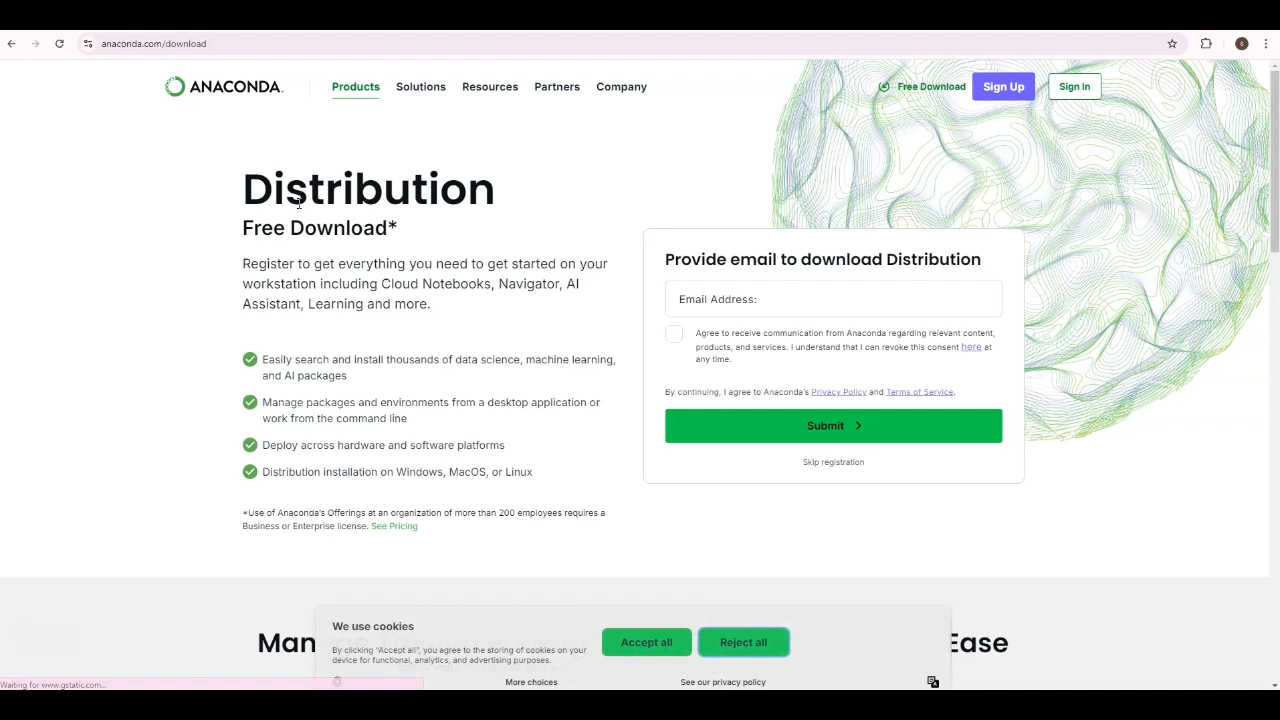 anaconda.com/download
S
ANACONDA.
Products
Solutions
Resources
Partners
Company
Free Download
Sign Up
Sign In
Distribution
Free Download*
Register to get everything you need to get started on your
workstation including Cloud Notebooks, Navigator, AI
Assistant, Learning and more.
Easily search and install thousands of data science, machine learning,
and AI packages
Manage packages and environments from a desktop application or
work from the command line
Deploy across hardware and software platforms
Distribution installation on Windows, MacOS, or Linux
*Use of Anaconda's Offerings at an organization of more than 200 employees requires a
Business or Enterprise license. See Pricing
Provide email to download Distribution
Email Address:
Agree to receive communication from Anaconda regarding relevant content,
products, and services. I understand that I can revoke this consent here at
any time.
By continuing, I agree to Anaconda's Privacy Policy and Terms of Service.
Submit
Skip registration
Ease
We use cookies
By clicking "Accept all", you agree to the storing of cookies on your
device for functional, analytics, and advertising purposes.
Accept all
Reject all
More choices
See our privacy policy
Waiting for www.gstatic.com...